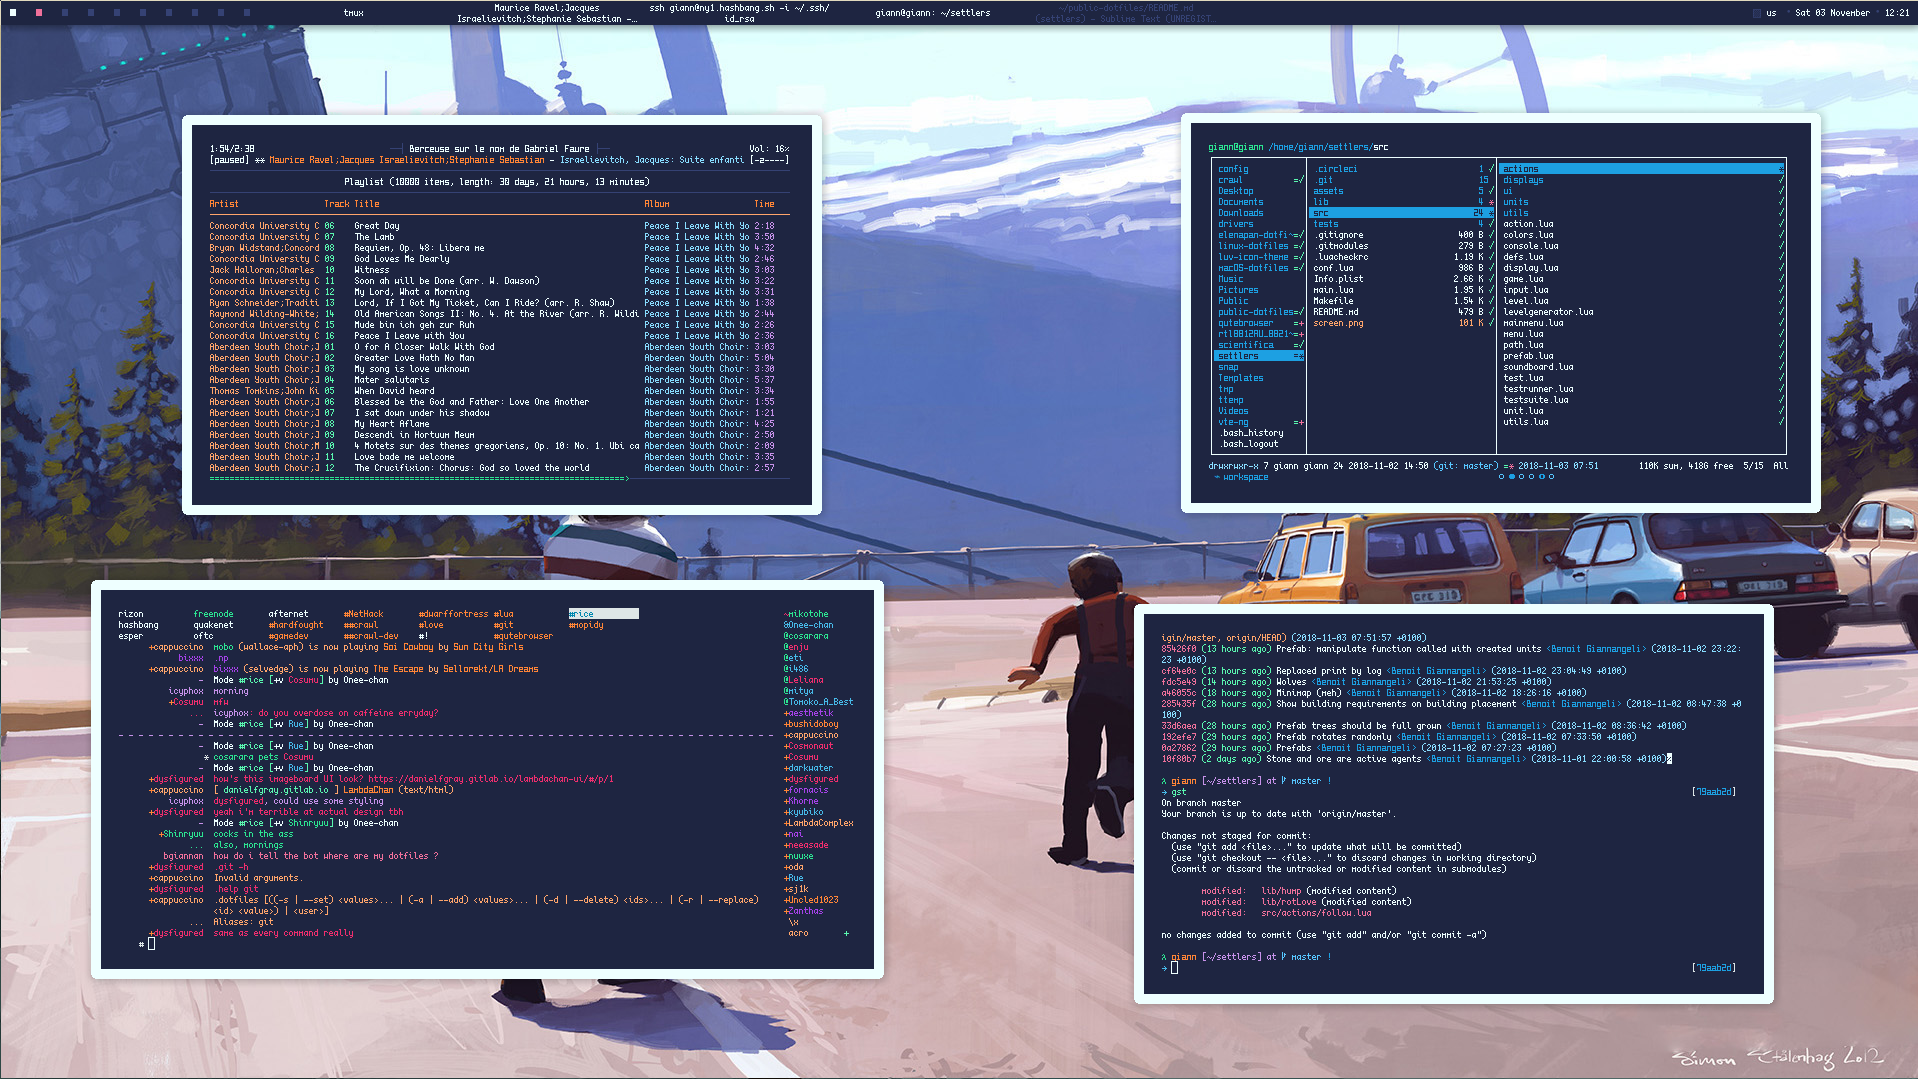 tmux
Maurice Ravel;Jacques
Israelievitch;Stephanie Sebastian -…
ssh giann@ny1.hashbang.sh -i ~/.ssh/
id_rsa
giann@giann: ~/settlers
~/public-dotfiles/README.md
(settlers) - Sublime Text (UNREGIST…
us
Sat 03 November
12:21
1:54/2:38 Berceuse sur le nom de Gabriel Faure Vol: 16%
[paused] ** Maurice Ravel;Jacques Israelievitch;Stephanie Sebastian - Israelievitch, Jacques: Suite enfanti [-z----]
Playlist (10000 items, length: 30 days, 21 hours, 13 minutes)
Artist Track Title Album Time
Concordia University C 06 Great Day Peace I Leave With Yo 2:18
Concordia University C 07 The Lamb Peace I Leave With Yo 3:50
Bryan Widstand;Concord 08 Requiem, Op. 48: Libera me Peace I Leave With Yo 4:32
Concordia University C 09 God Loves Me Dearly Peace I Leave With Yo 2:46
Jack Halloran;Charles 10 Witness Peace I Leave With Yo 3:03
Concordia University C 11 Soon ah will be Done (arr. W. Dawson) Peace I Leave With Yo 3:22
Concordia University C 12 My Lord, What a Morning Peace I Leave With Yo 3:31
Ryan Schneider;Traditi 13 Lord, If I Got My Ticket, Can I Ride? (arr. R. Shaw) Peace I Leave With Yo 1:38
Raymond Wilding-White; 14 Old American Songs II: No. 4. At the River (arr. R. Wildi Peace I Leave With Yo 2:44
Concordia University C 15 Mude bin ich geh zur Ruh Peace I Leave With Yo 2:26
Concordia University C 16 Peace I Leave with You Peace I Leave With Yo 2:36
Aberdeen Youth Choir;J 01 O for A Closer Walk With God Aberdeen Youth Choir: 3:03
Aberdeen Youth Choir;J 02 Greater Love Hath No Man Aberdeen Youth Choir: 5:04
Aberdeen Youth Choir;J 03 My song is love unknown Aberdeen Youth Choir: 3:30
Aberdeen Youth Choir;J 04 Mater salutaris Aberdeen Youth Choir: 5:37
Thomas Tomkins;John Ki 05 When David heard Aberdeen Youth Choir: 3:34
Aberdeen Youth Choir;J 06 Blessed be the God and Father: Love One Another Aberdeen Youth Choir: 1:55
Aberdeen Youth Choir;J 07 I sat down under his shadow Aberdeen Youth Choir: 1:21
Aberdeen Youth Choir;J 08 My Heart Aflame Aberdeen Youth Choir: 4:25
Aberdeen Youth Choir;J 09 Descendi in Hortuum Meum Aberdeen Youth Choir: 2:50
Aberdeen Youth Choir;M 10 4 Motets sur des themes gregoriens, Op. 10: No. 1. Ubi ca Aberdeen Youth Choir: 2:09
Aberdeen Youth Choir;J 11 Love bade me welcome Aberdeen Youth Choir: 3:35
Aberdeen Youth Choir;J 12 The Crucifixion: Chorus: God so loved the world Aberdeen Youth Choir: 2:57
giann@giann /home/giann/settlers/src
config .circleci 1 ✓ actions
crawl =✓ .git 15 displays ✓
Desktop assets 5 ✓ ui ✓
Documents lib 4 * units ✓
Downloads src 24 * utils ✓
drivers tests 4 ✓ action.lua ✓
elenapan-dotfi~=✓ .gitignore 400 B ✓ colors.lua ✓
linux-dotfiles =✓ .gitmodules 279 B ✓ console.lua ✓
luv-icon-theme =✓ .luacheckrc 1.19 K ✓ defs.lua ✓
macOS-dotfiles =✓ conf.lua 986 B ✓ display.lua ✓
Music Info.plist 2.66 K ✓ game.lua ✓
Pictures main.lua 1.95 K ✓ input.lua ✓
Public Makefile 1.54 K ✓ level.lua ✓
public-dotfiles=✓ README.md 479 B ✓ levelgenerator.lua ✓
qutebrowser =+ screen.png 101 K ✓ mainmenu.lua ✓
rtl8812AU_8821~=+ menu.lua ✓
scientifica =✓ path.lua ✓
settlers =* prefab.lua ✓
snap soundboard.lua ✓
Templates test.lua ✓
tmp testrunner.lua ✓
ttemp testsuite.lua ✓
Videos unit.lua ✓
vte-ng =+ utils.lua ✓
.bash_history
.bash_logout
drwxrwxr-x 7 giann giann 24 2018-11-02 14:50 (git: master) =* 2018-11-03 07:51 110K sum, 418G free 5/15 All
workspace
rizon freenode afternet #NetHack #dwarffortress #lua #rice
hashbang quakenet #hardfought ##crawl #love #git #mopidy
esper oftc #gamedev ##crawl-dev #! #qutebrowser
+cappuccino mobo (wallace-aph) is now playing Soi Cowboy by Sun City Girls
bixxx .np
+cappuccino bixxx (selvedge) is now playing The Escape by Sellorekt/LA Dreams
- Mode #rice [+v Cosumu] by Onee-chan
icyphox morning
+Cosumu mfw
... icyphox: do you overdose on caffeine erryday?
- Mode #rice [+v Rue] by Onee-chan
- Mode #rice [+v Rue] by Onee-chan
* cosarara pets Cosumu
- Mode #rice [+v Rue] by Onee-chan
+dysfigured how's this imageboard UI look? https://danielfgray.gitlab.io/lambdachan-ui/#/p/1
+cappuccino [ danielfgray.gitlab.io ] LambdaChan (text/html)
icyphox dysfigured, could use some styling
+dysfigured yeah i'm terrible at actual design tbh
- Mode #rice [+v Shinryuu] by Onee-chan
+Shinryuu cocks in the ass
... also, mornings
bgiannan how do i tell the bot where are my dotfiles ?
+dysfigured .git -h
+cappuccino Invalid arguments.
+dysfigured .help git
+cappuccino .dotfiles [((-s | --set) <values>... | (-a | --add) <values>... | (-d | --delete) <ids>... | (-r | --replace)
<id> <value>) | <user>]
... Aliases: git
+dysfigured same as every command really
#
~mikotohe
&Onee-chan
@cosarara
@enju
@eti
@i486
@Leliana
@mitya
@Tomoko_A_Best
+aesthetik
+bushidoboy
+cappuccino
+Cosmonaut
+Cosumu
+darkwater
+dysfigured
+fornacis
+Khorne
+kyubiko
+LambdaComplex
+nai
+neeasade
+nuuxe
+oda
+Rue
+sj1k
+Uncled1023
+Zanthas
\x
acro +
igin/master, origin/HEAD) (2018-11-03 07:51:57 +0100)
85426f0 (13 hours ago) Prefab: manipulate function called with created units <Benoit Giannangeli> (2018-11-02 23:22:
23 +0100)
cf64e0c (13 hours ago) Replaced print by log <Benoit Giannangeli> (2018-11-02 23:04:49 +0100)
fdc5e49 (14 hours ago) Wolves <Benoit Giannangeli> (2018-11-02 21:53:25 +0100)
a46055c (18 hours ago) Minimap (meh) <Benoit Giannangeli> (2018-11-02 18:26:16 +0100)
285435f (28 hours ago) Show building requirements on building placement <Benoit Giannangeli> (2018-11-02 08:47:38 +0
100)
33d6aea (28 hours ago) Prefab trees should be full grown <Benoit Giannangeli> (2018-11-02 08:36:42 +0100)
192efe7 (29 hours ago) Prefab rotates randomly <Benoit Giannangeli> (2018-11-02 07:33:50 +0100)
0a27862 (29 hours ago) Prefabs <Benoit Giannangeli> (2018-11-02 07:27:23 +0100)
10f80b7 (2 days ago) Stone and ore are active agents <Benoit Giannangeli> (2018-11-01 22:00:58 +0100)
λ giann [~/settlers] at master !
→ gst [79aab2d]
On branch master
Your branch is up to date with 'origin/master'.
Changes not staged for commit:
(use "git add <file>..." to update what will be committed)
(use "git checkout -- <file>..." to discard changes in working directory)
(commit or discard the untracked or modified content in submodules)
modified: lib/hump (modified content)
modified: lib/rotLove (modified content)
modified: src/actions/follow.lua
no changes added to commit (use "git add" and/or "git commit -a")
λ giann [~/settlers] at master !
→ [79aab2d]
Simon Stålenhag 2012